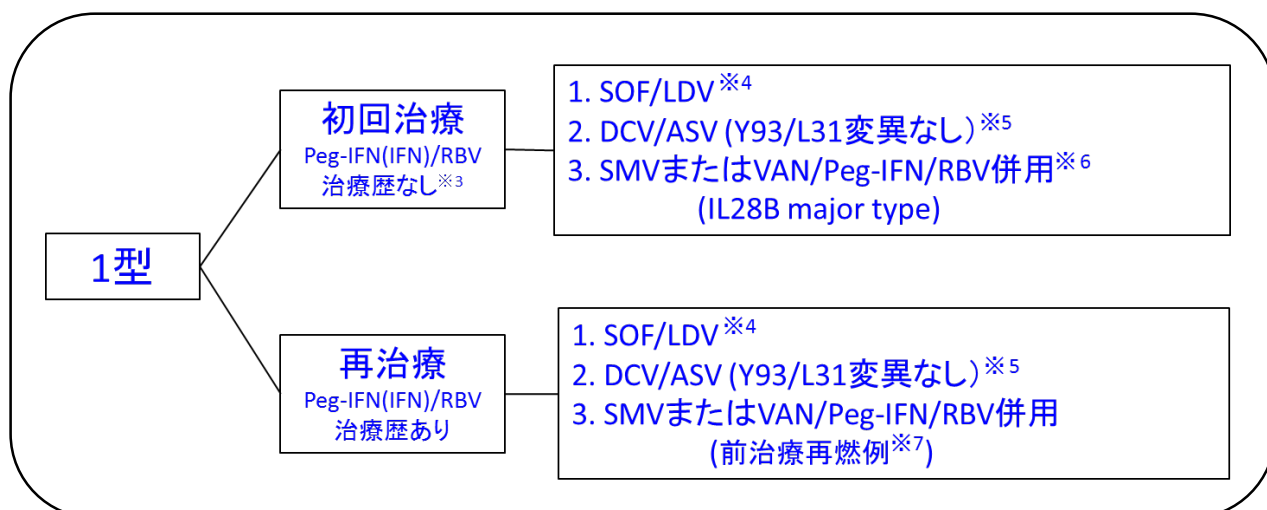 1型
初回治療
Peg-IFN(IFN)/RBV
治療歴なし※3
1. SOF/LDV※4
2. DCV/ASV (Y93/L31変異なし）※5
3. SMVまたはVAN/Peg-IFN/RBV併用※6
(IL28B major type)
再治療
Peg-IFN(IFN)/RBV
治療歴あり
1. SOF/LDV※4
2. DCV/ASV (Y93/L31変異なし）※5
3. SMVまたはVAN/Peg-IFN/RBV併用
(前治療再燃例※7)